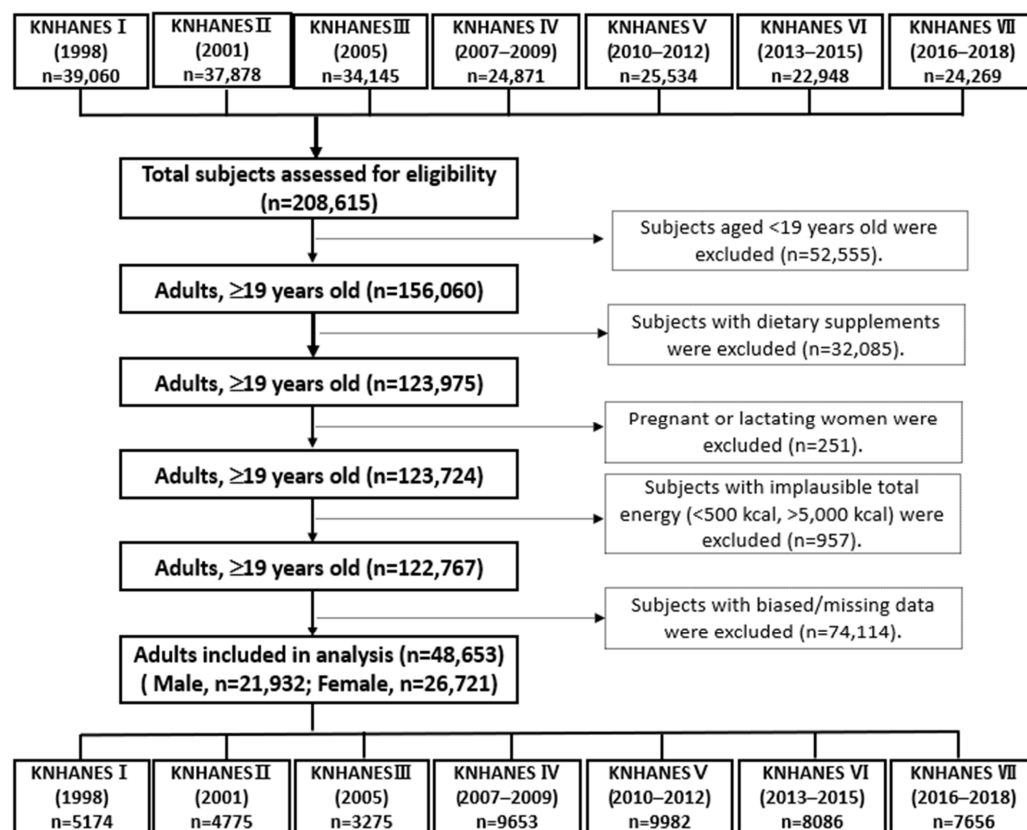 KNHANES Ⅰ
(1998)
n=39,060
KNHANES Ⅱ
(2001)
n=37,878
KNHANES Ⅲ
(2005)
n=34,145
KNHANES Ⅳ
(2007–2009)
n=24,871
KNHANES Ⅴ
(2010–2012)
n=25,534
KNHANES Ⅵ
(2013–2015)
n=22,948
KNHANES Ⅶ
(2016–2018)
n=24,269
Total subjects assessed for eligibility
(n=208,615)
Subjects aged <19 years old were
excluded (n=52,555).
Adults, ≥19 years old (n=156,060)
Subjects with dietary supplements
were excluded (n=32,085).
Adults, ≥19 years old (n=123,975)
Pregnant or lactating women were
excluded (n=251).
Adults, ≥19 years old (n=123,724)
Subjects with implausible total
energy (<500 kcal, >5,000 kcal) were
excluded (n=957).
Adults, ≥19 years old (n=122,767)
Subjects with biased/missing data
were excluded (n=74,114).
Adults included in analysis (n=48,653)
( Male, n=21,932; Female, n=26,721)
KNHANES Ⅰ
(1998)
n=5174
KNHANES Ⅱ
(2001)
n=4775
KNHANES Ⅲ
(2005)
n=3275
KNHANES Ⅳ
(2007–2009)
n=9653
KNHANES Ⅴ
(2010–2012)
n=9982
KNHANES Ⅵ
(2013–2015)
n=8086
KNHANES Ⅶ
(2016–2018)
n=7656